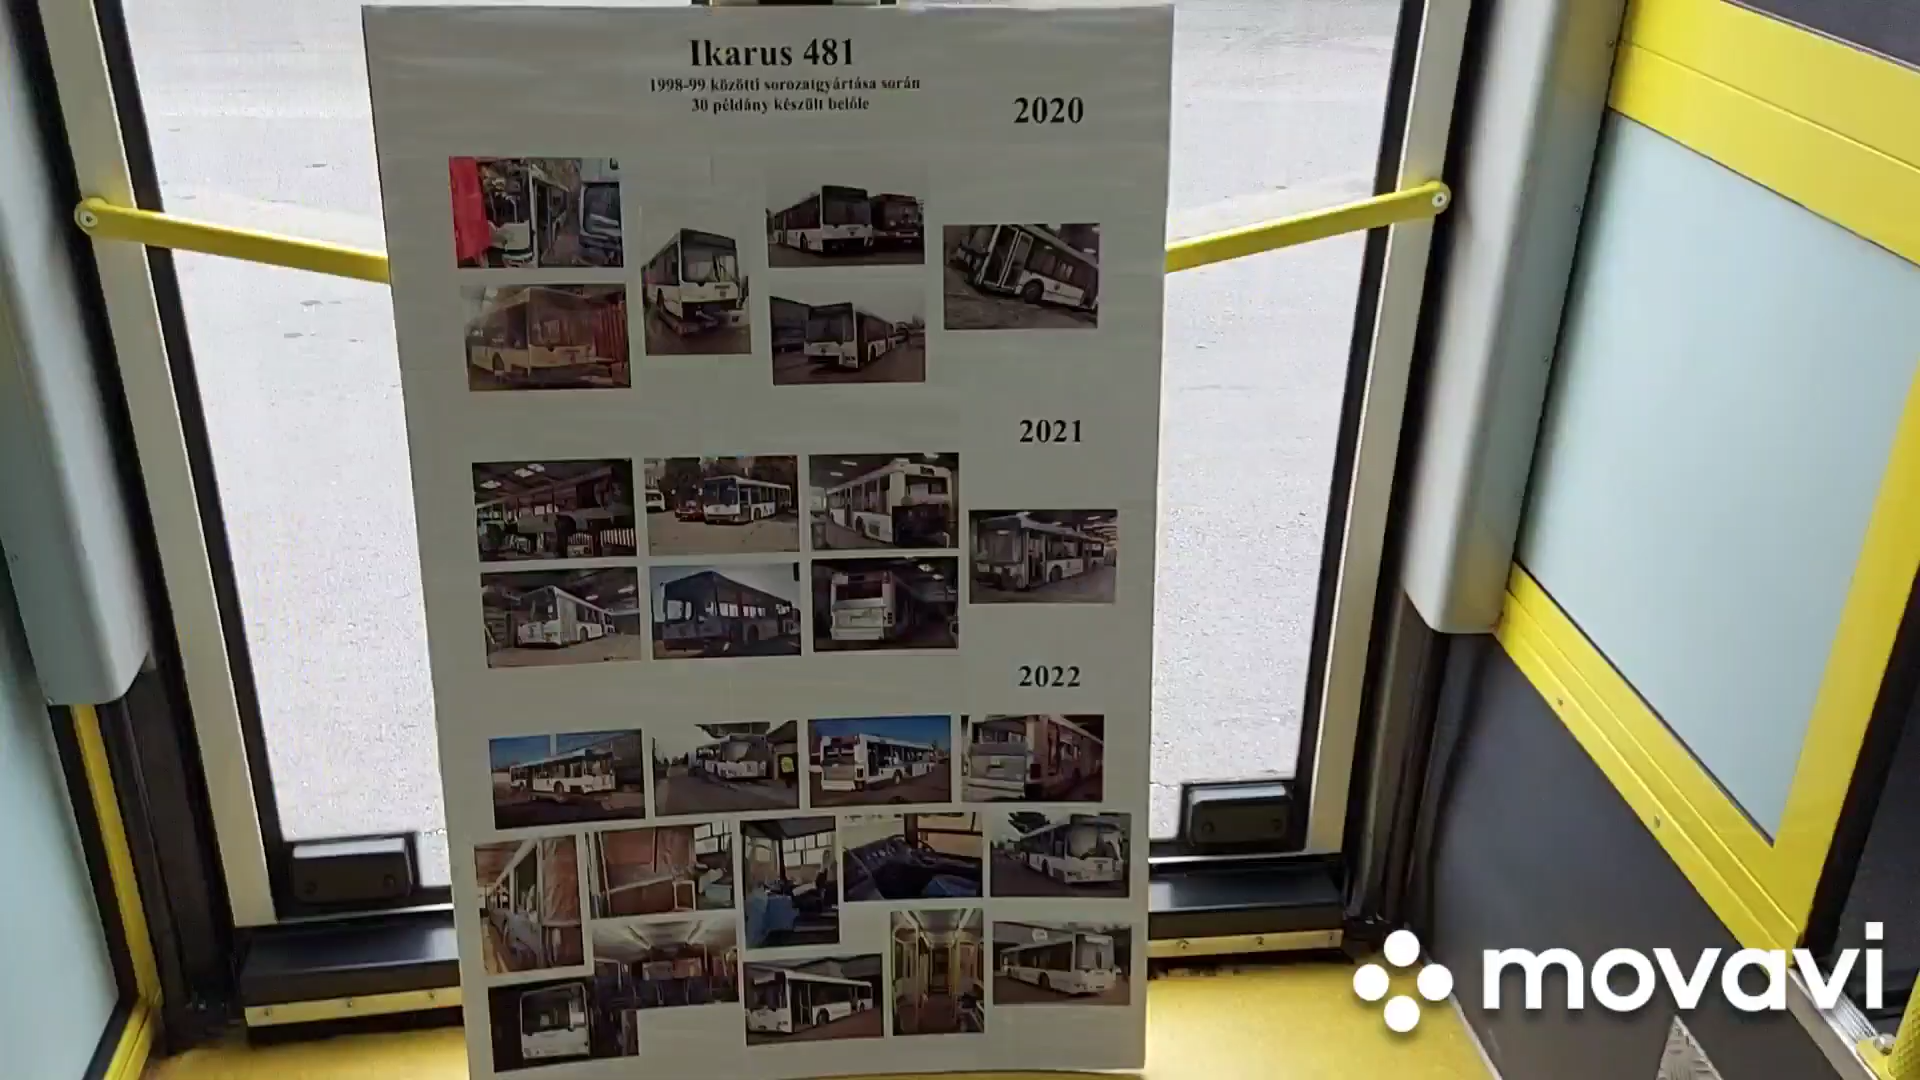 Ikarus 481
1998-99 közötti sorozatgyártása során
30 példány készült belőle
2020
2021
2022
movavi